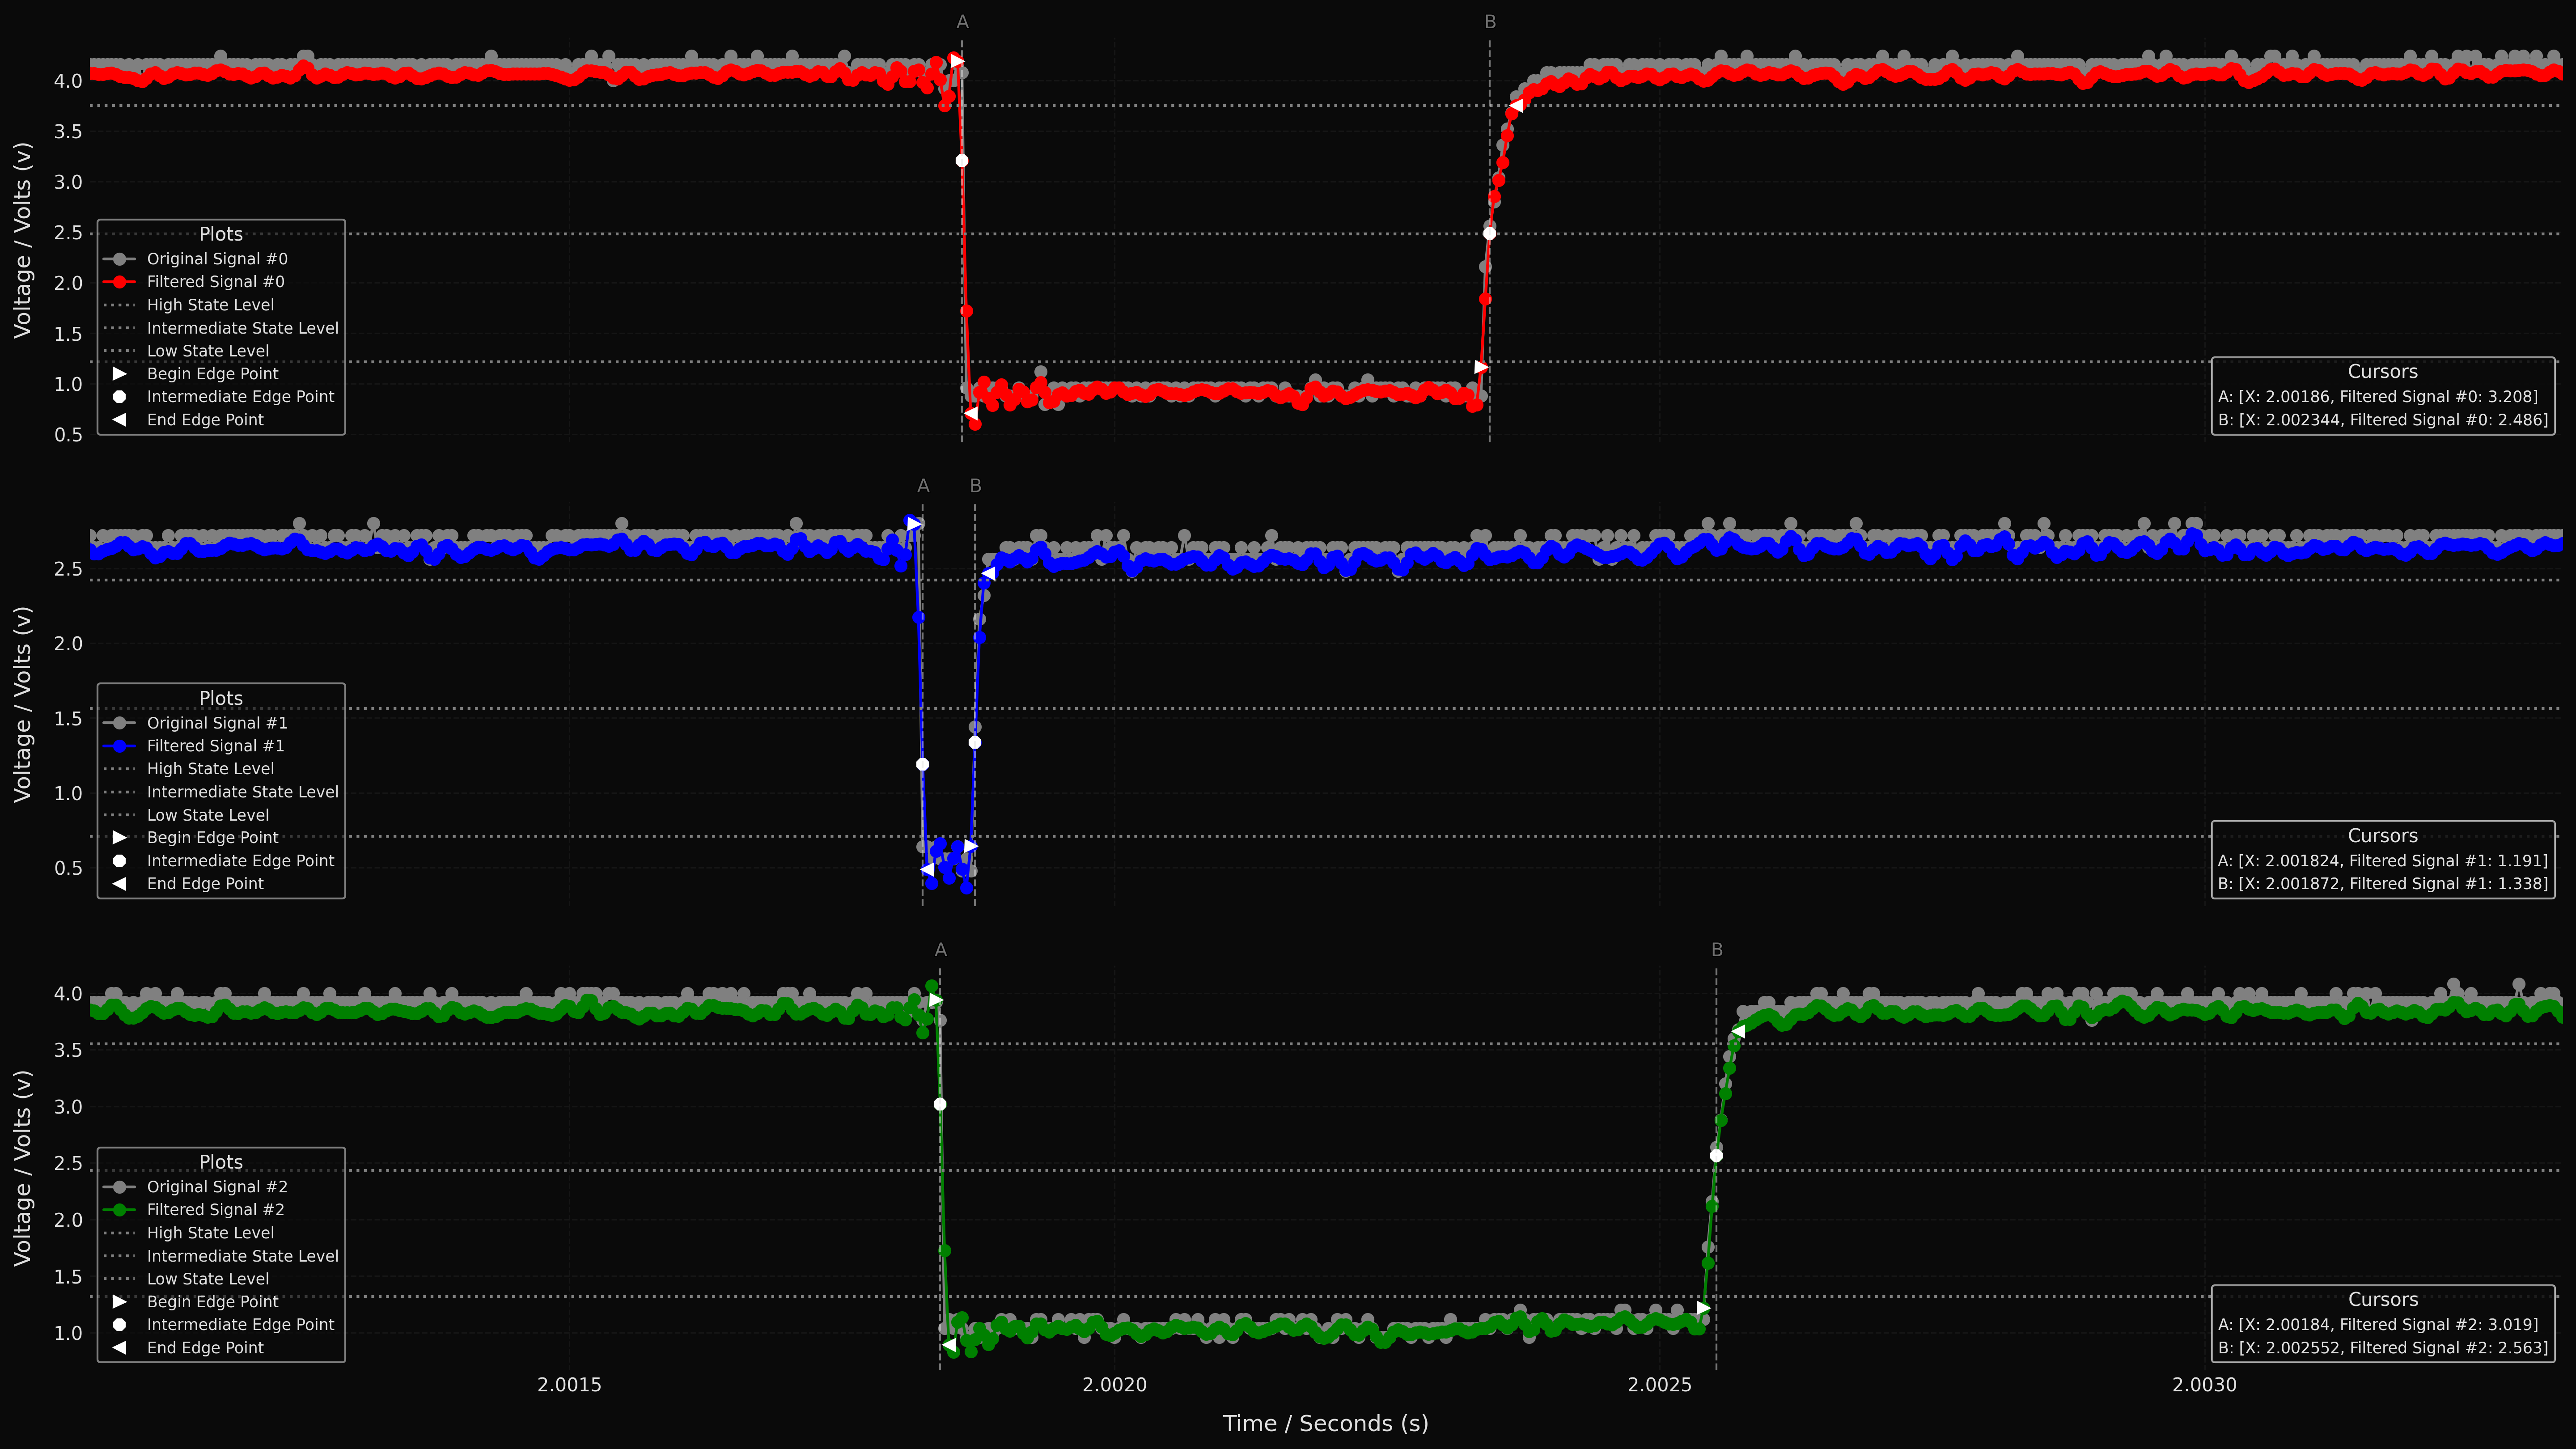 A
B
4.0
3.5
3.0
2.5
2.0
1.5
1.0
0.5
Voltage / Volts (v)
Plots
Original Signal #0
Filtered Signal #0
High State Level
Intermediate State Level
Low State Level
Begin Edge Point
Intermediate Edge Point
End Edge Point
Cursors
A: [X: 2.00186, Filtered Signal #0: 3.208]
B: [X: 2.002344, Filtered Signal #0: 2.486]
A
B
2.5
2.0
1.5
1.0
0.5
Voltage / Volts (v)
Plots
Original Signal #1
Filtered Signal #1
High State Level
Intermediate State Level
Low State Level
Begin Edge Point
Intermediate Edge Point
End Edge Point
Cursors
A: [X: 2.001824, Filtered Signal #1: 1.191]
B: [X: 2.001872, Filtered Signal #1: 1.338]
A
B
4.0
3.5
3.0
2.5
2.0
1.5
1.0
Voltage / Volts (v)
Plots
Original Signal #2
Filtered Signal #2
High State Level
Intermediate State Level
Low State Level
Begin Edge Point
Intermediate Edge Point
End Edge Point
Cursors
A: [X: 2.00184, Filtered Signal #2: 3.019]
B: [X: 2.002552, Filtered Signal #2: 2.563]
2.0015
2.0020
2.0025
2.0030
Time / Seconds (s)